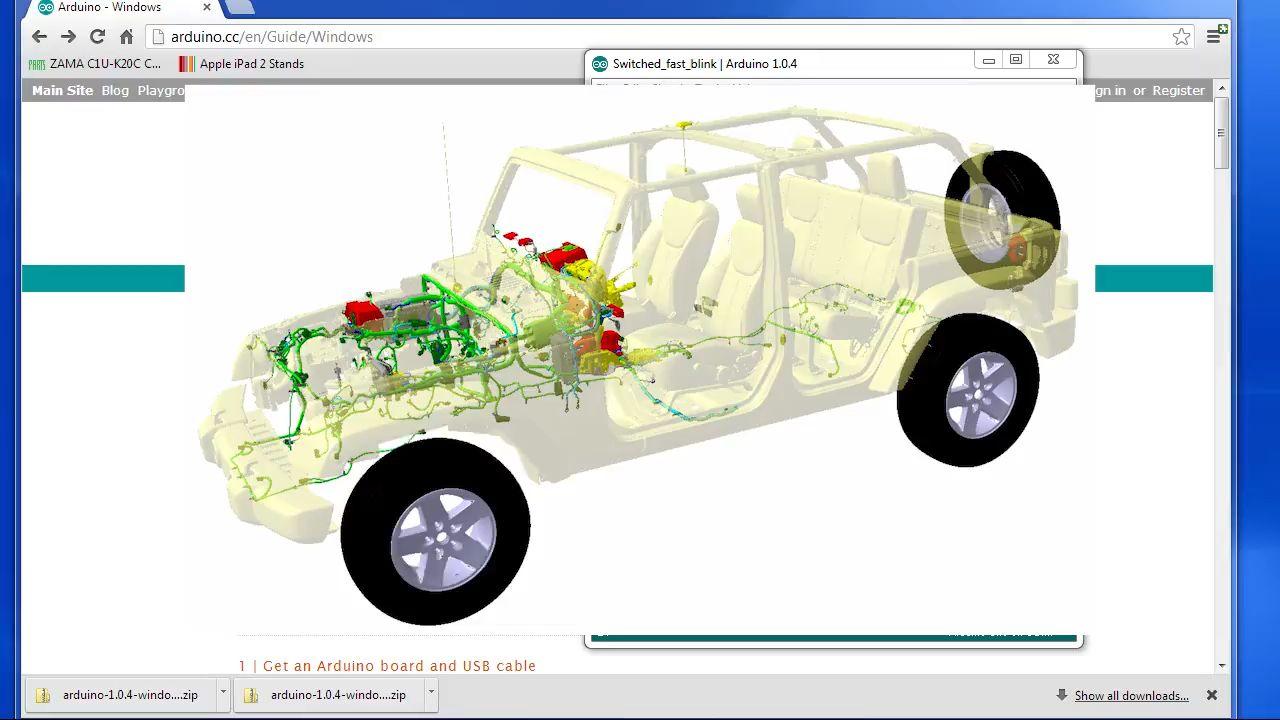 Arduino - Windows
arduino.cc/en/Guide/Windows
ZAMA C1U-K20C C...
Apple iPad 2 Stands
Switched_fast_blink | Arduino 1.0.4
Main Site Blog Playgro
gn in or Register
1 | Get an Arduino board and USB cable
arduino-1.0.4-windo....zip
arduino-1.0.4-windo....zip
Show all downloads...